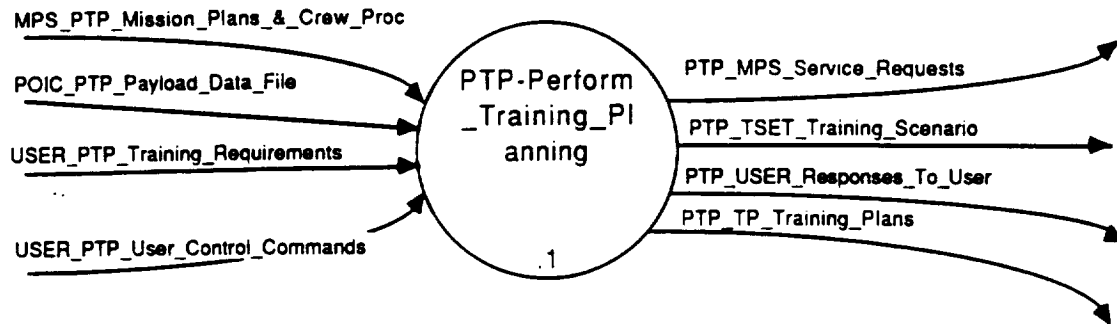 MPS_PTP_Mission_Plans_&_Crew_Proc
POIC_PTP_Payload_Data_File
USER_PTP_Training_Requirements
USER_PTP_User_Control_Commands
PTP-Perform
_Training_Pl
anning
.1
PTP_MPS_Service_Requests
PTP_TSET_Training_Scenario
PTP_USER_Responses_To_User
PTP_TP_Training_Plans